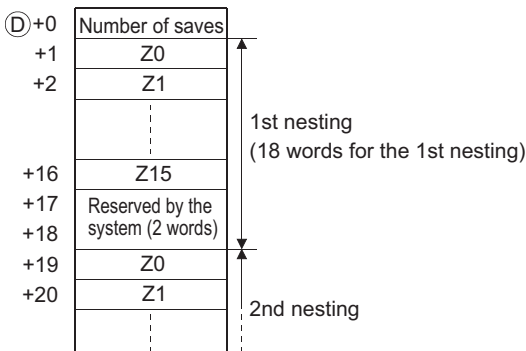 Ⓓ+0 Number of saves
+1 Z0
+2 Z1
1st nesting
(18 words for the 1st nesting)
+16 Z15
+17 Reserved by the
+18 system (2 words)
+19 Z0
+20 Z1
2nd nesting